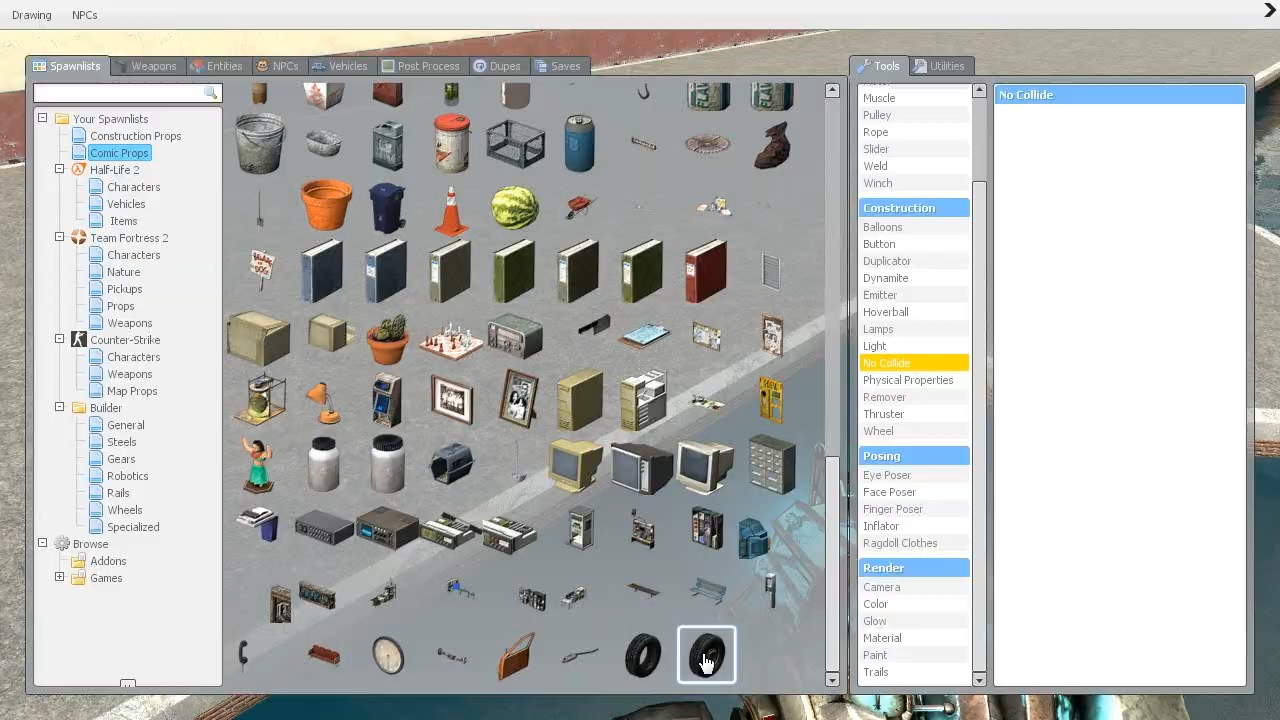 Drawing NPCs
Spawnlists Weapons Entities NPCs Vehicles Post Process Dupes Saves
Tools Utilities
Your Spawnlists
Construction Props
Comic Props
Half-Life 2
Characters
Vehicles
Items
Team Fortress 2
Characters
Nature
Pickups
Props
Weapons
Counter-Strike
Characters
Weapons
Map Props
Builder
General
Steels
Gears
Robotics
Rails
Wheels
Specialized
Browse
Addons
Games
Muscle
Pulley
Rope
Slider
Weld
Winch
Construction
Balloons
Button
Duplicator
Dynamite
Emitter
Hoverball
Lamps
Light
No Collide
Physical Properties
Remover
Thruster
Wheel
Posing
Eye Poser
Face Poser
Finger Poser
Inflator
Ragdoll Clothes
Render
Camera
Color
Glow
Material
Paint
Trails
No Collide